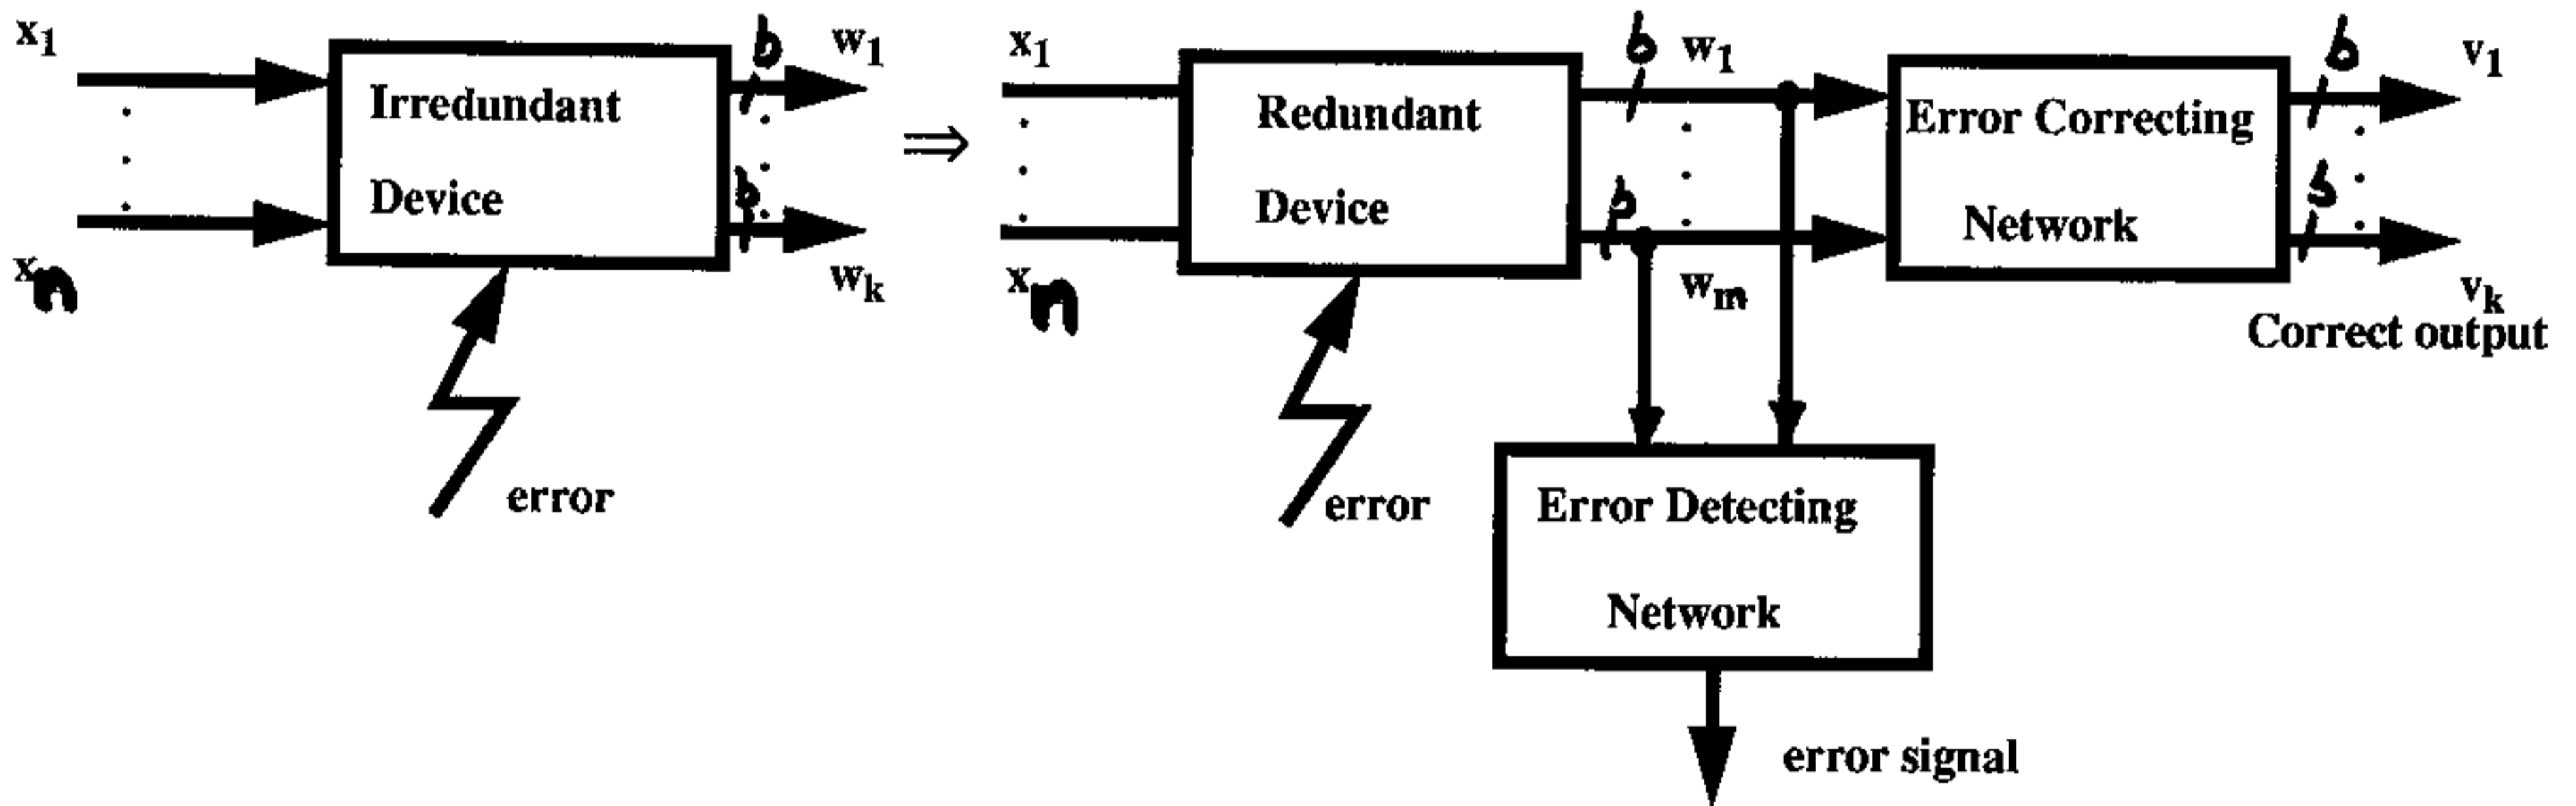 x1
Irredundant
Device
xn
b
w1
b
wk
error
⇒
x1
Redundant
Device
xn
b
w1
b
wm
error
Error Correcting
Network
b
v1
b
vk
Correct output
Error Detecting
Network
error signal